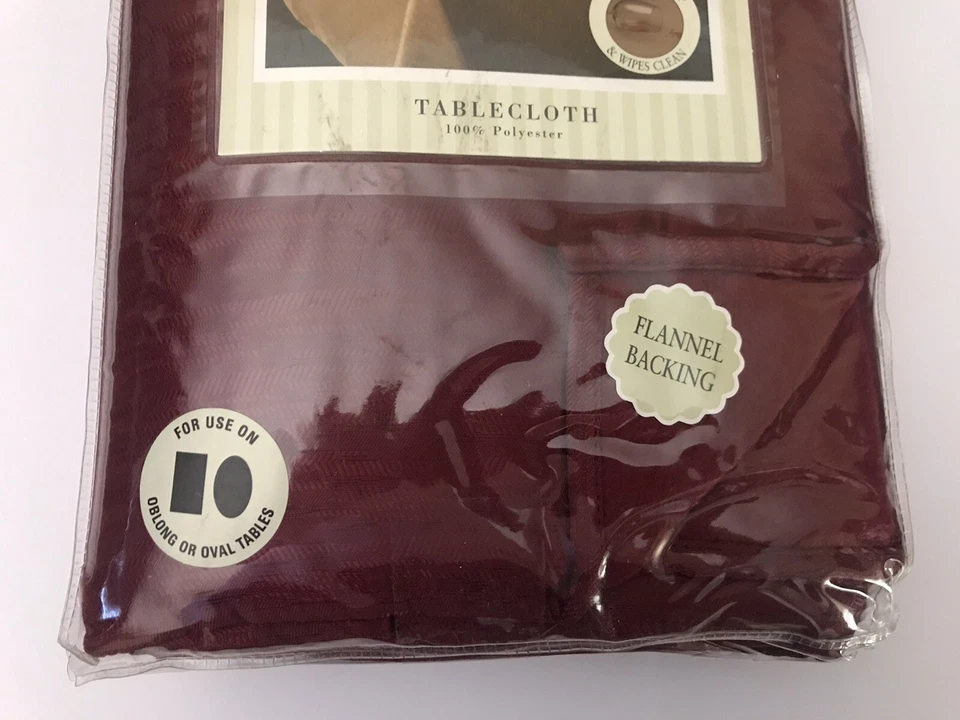 & WIPES CLEAN
TABLECLOTH
100% Polyester
FLANNEL
BACKING
FOR USE ON
OBLONG OR OVAL TABLES